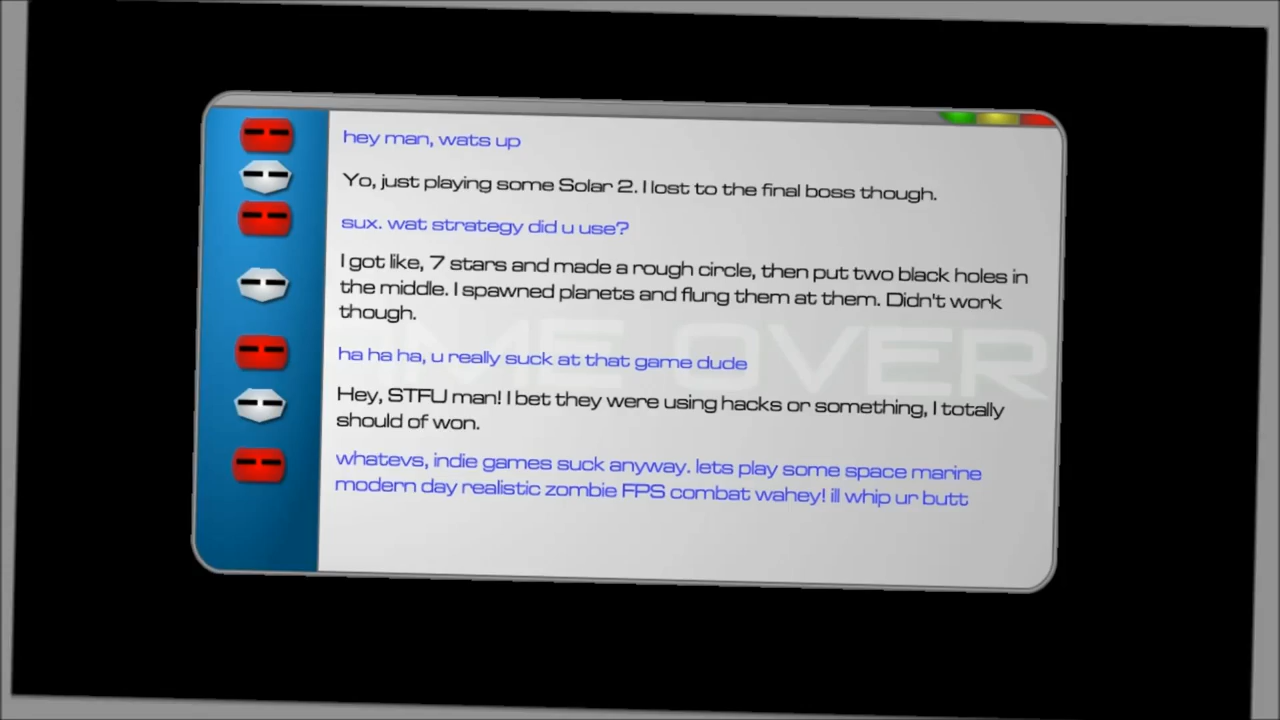 hey man, wats up
Yo, just playing some Solar 2. I lost to the final boss though.
sux. wat strategy did u use?
I got like, 7 stars and made a rough circle, then put two black holes in
the middle. I spawned planets and flung them at them. Didn't work
though.
ha ha ha, u really suck at that game dude
OVER
Hey, STFU man! I bet they were using hacks or something, I totally
should of won.
whatevs, indie games suck anyway. lets play some space marine
modern day realistic zombie FPS combat wahey! ill whip ur butt